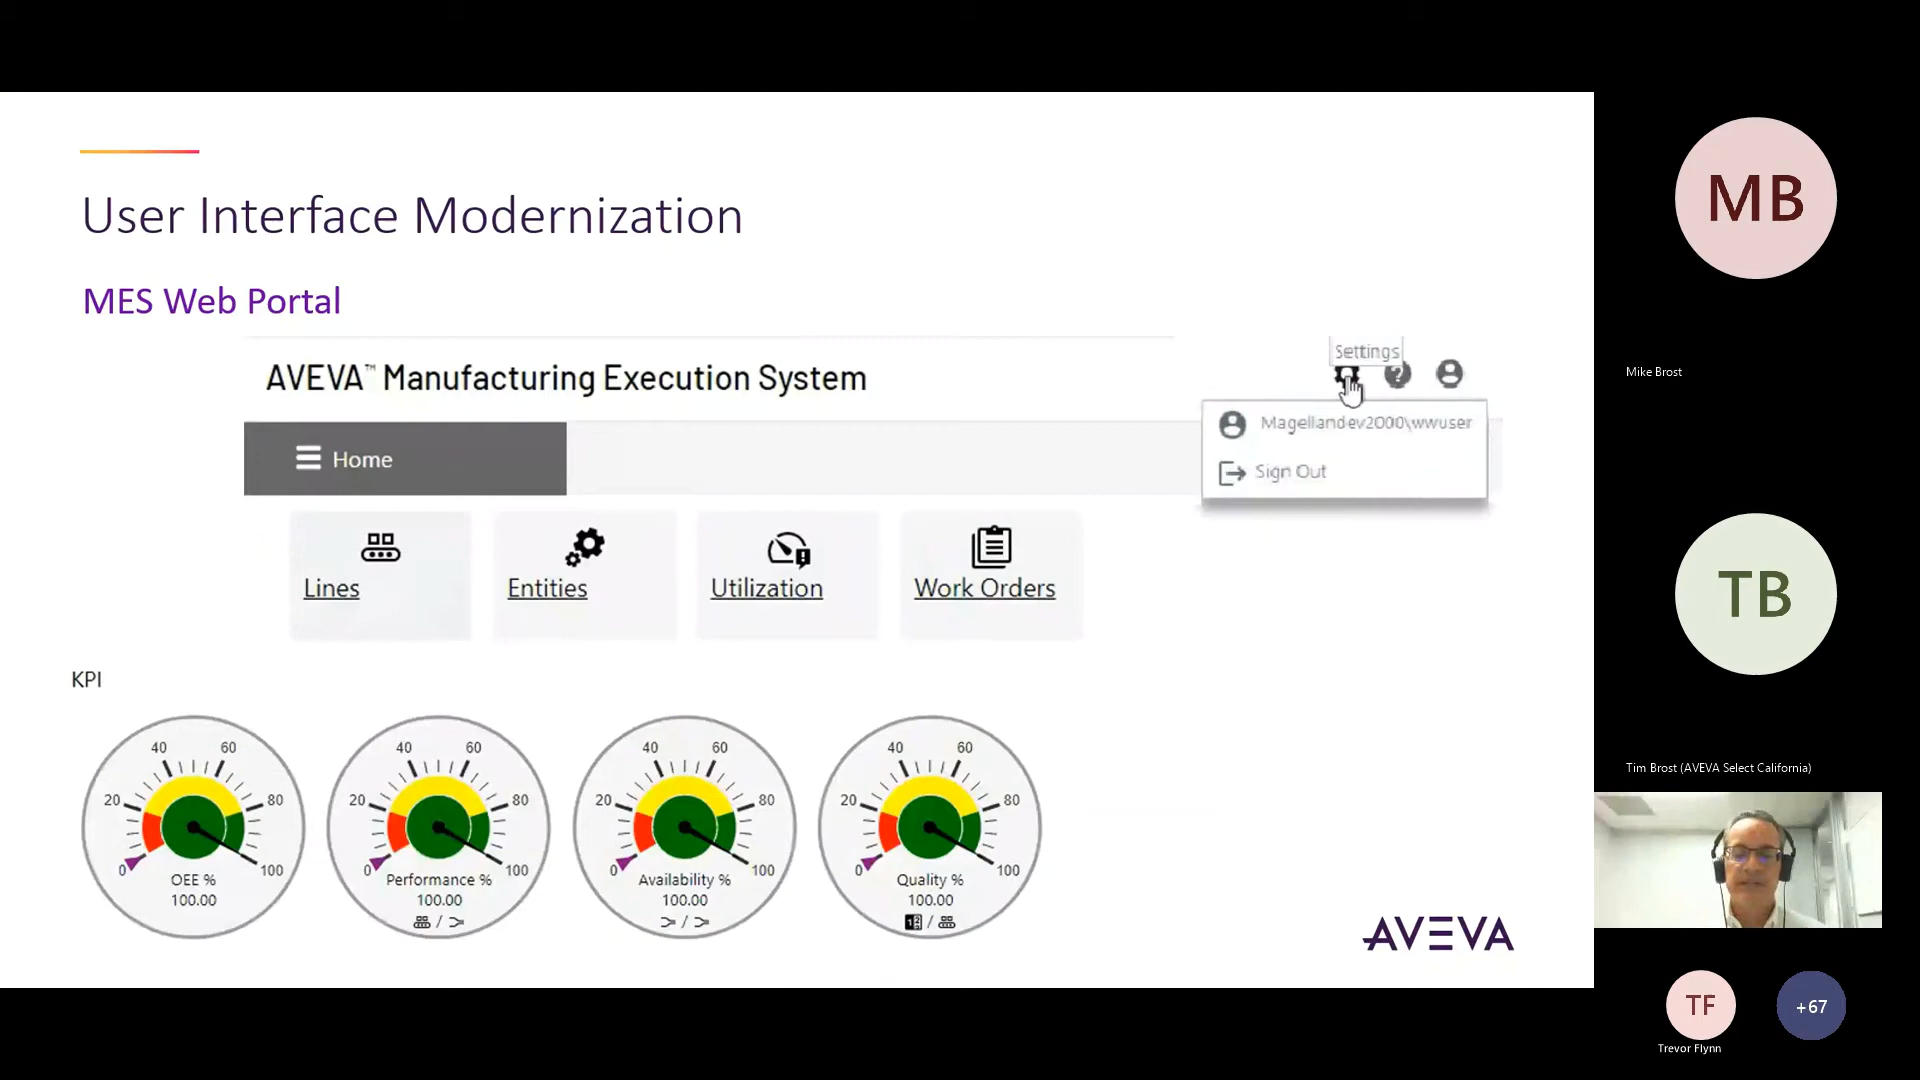 User Interface Modernization
MES Web Portal
AVEVA™ Manufacturing Execution System
Settings
?
Magellandev2000\wwuser
Sign Out
Home
Lines
Entities
Utilization
Work Orders
KPI
0 20 40 60 80 100
OEE %
100.00
0 20 40 60 80 100
Performance %
100.00
/
0 20 40 60 80 100
Availability %
100.00
/
0 20 40 60 80 100
Quality %
100.00
/
AVEVA
MB
Mike Brost
TB
Tim Brost (AVEVA Select California)
TF
Trevor Flynn
+67